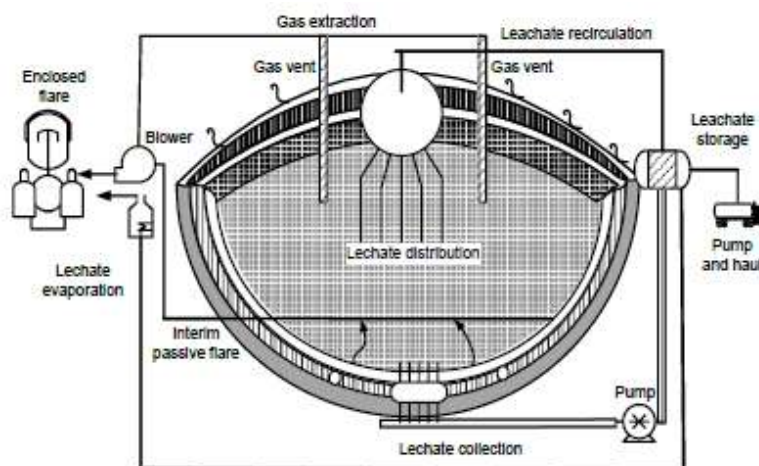 Gas extraction
Leachate recirculation
Gas vent
Gas vent
Enclosed
flare
Blower
Leachate
storage
Lechate distribution
Pump
and haul
Lechate
evaporation
Interim
passive flare
Pump
Lechate collection